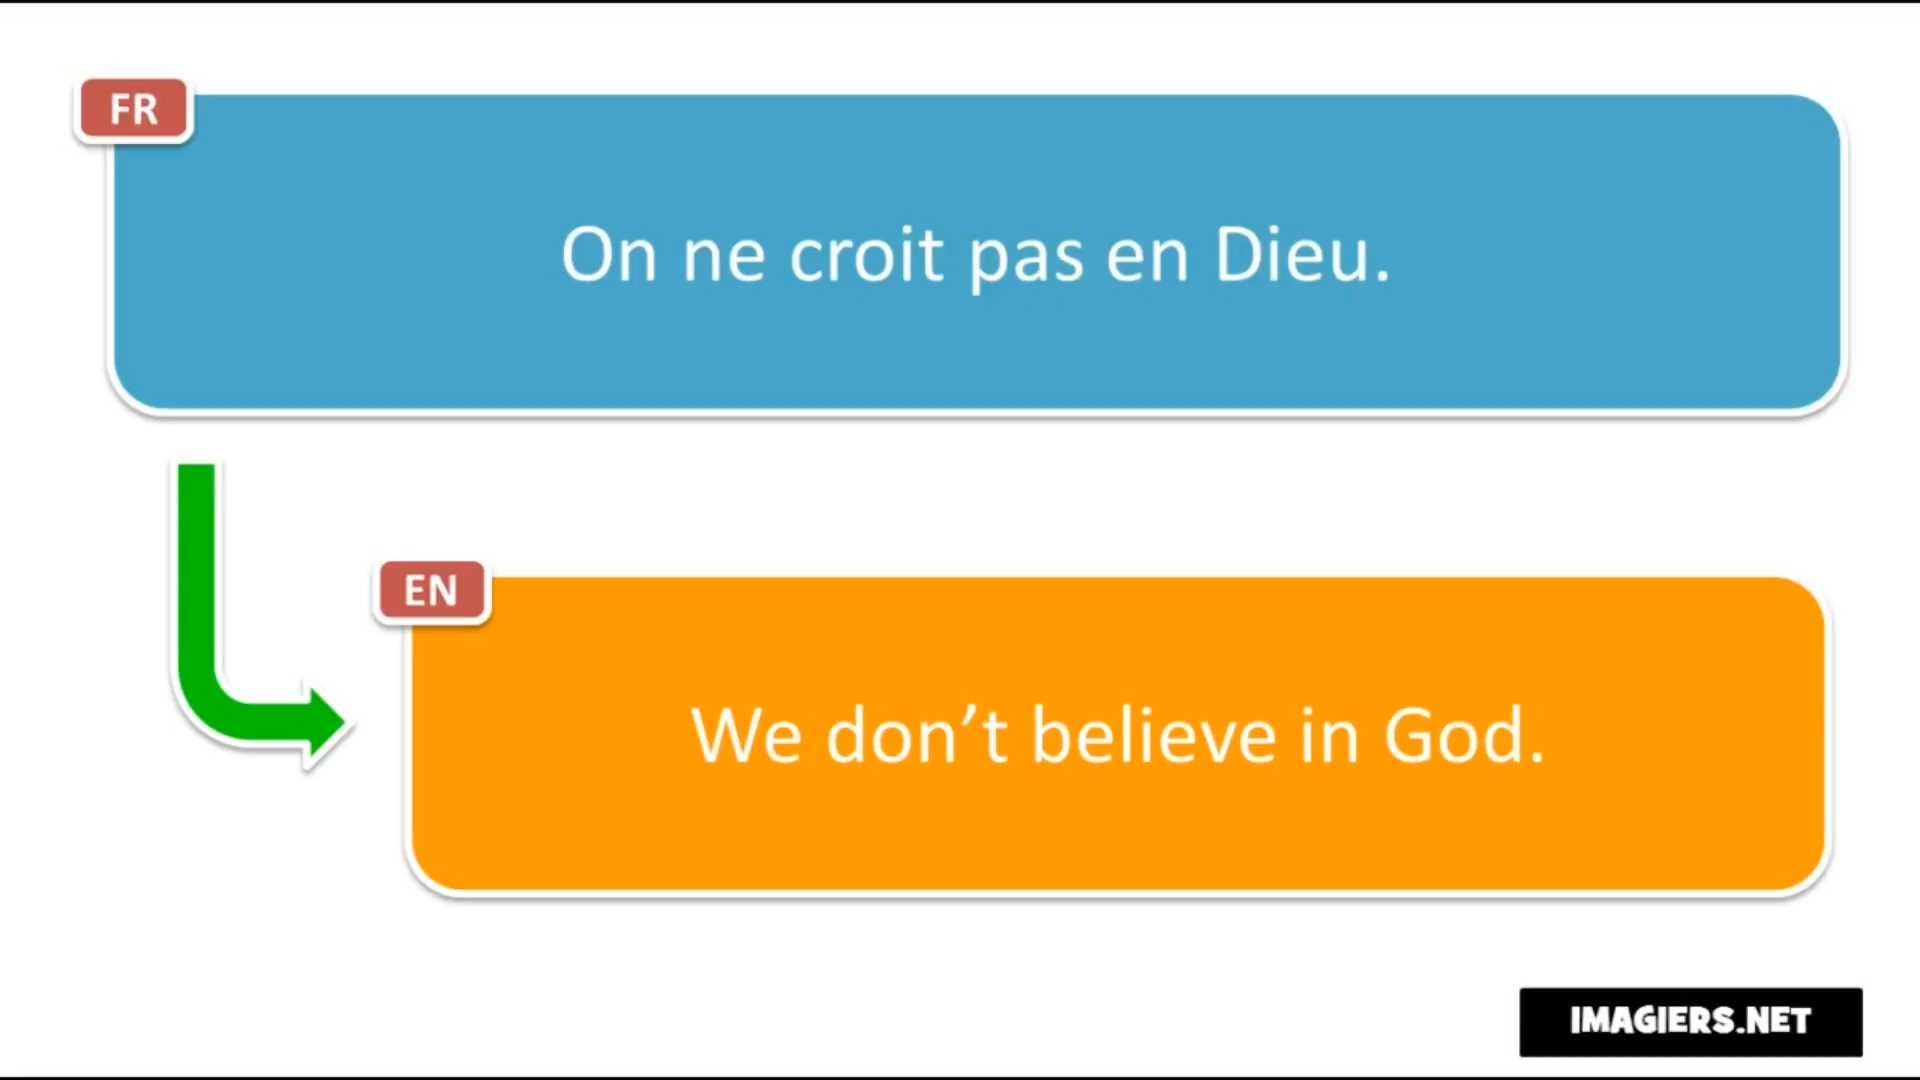 FR
On ne croit pas en Dieu.
EN
We don’t believe in God.
IMAGIERS.NET